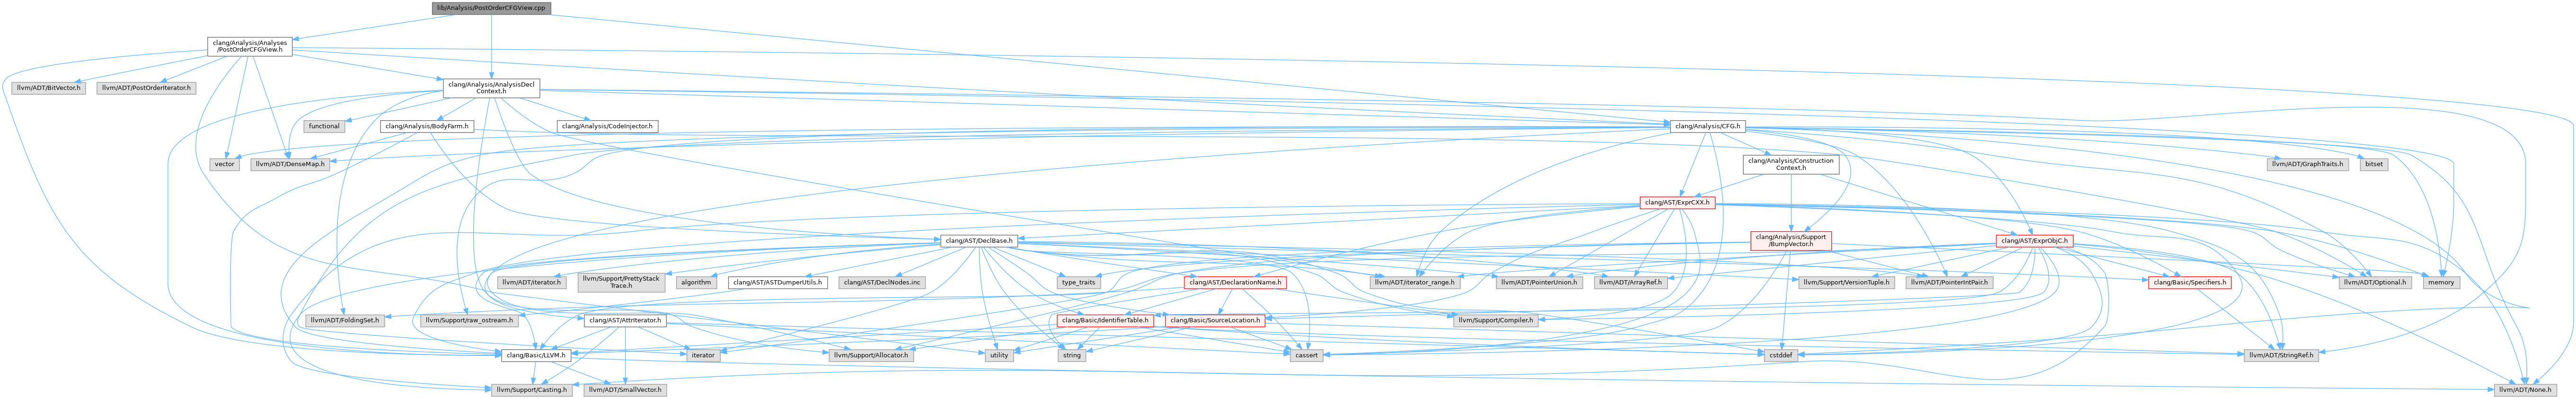 lib/Analysis/PostOrderCFGView.cpp
clang/Analysis/Analyses
/PostOrderCFGView.h
llvm/ADT/BitVector.h
llvm/ADT/PostOrderIterator.h
clang/Analysis/AnalysisDecl
Context.h
functional
clang/Analysis/BodyFarm.h
clang/Analysis/CodeInjector.h
clang/Analysis/CFG.h
vector
llvm/ADT/DenseMap.h
clang/Analysis/Construction
Context.h
llvm/ADT/GraphTraits.h
bitset
clang/AST/ExprCXX.h
clang/AST/DeclBase.h
clang/Analysis/Support
/BumpVector.h
clang/AST/ExprObjC.h
llvm/ADT/iterator.h
llvm/Support/PrettyStack
Trace.h
algorithm
clang/AST/ASTDumperUtils.h
clang/AST/DeclNodes.inc
type_traits
clang/AST/DeclarationName.h
llvm/ADT/iterator_range.h
llvm/ADT/PointerUnion.h
llvm/ADT/ArrayRef.h
llvm/Support/VersionTuple.h
llvm/ADT/PointerIntPair.h
clang/Basic/Specifiers.h
llvm/ADT/Optional.h
memory
llvm/ADT/FoldingSet.h
llvm/Support/raw_ostream.h
clang/AST/AttrIterator.h
clang/Basic/IdentifierTable.h
clang/Basic/SourceLocation.h
llvm/Support/Compiler.h
clang/Basic/LLVM.h
iterator
llvm/Support/Allocator.h
utility
string
cassert
cstddef
llvm/ADT/StringRef.h
llvm/Support/Casting.h
llvm/ADT/SmallVector.h
llvm/ADT/None.h